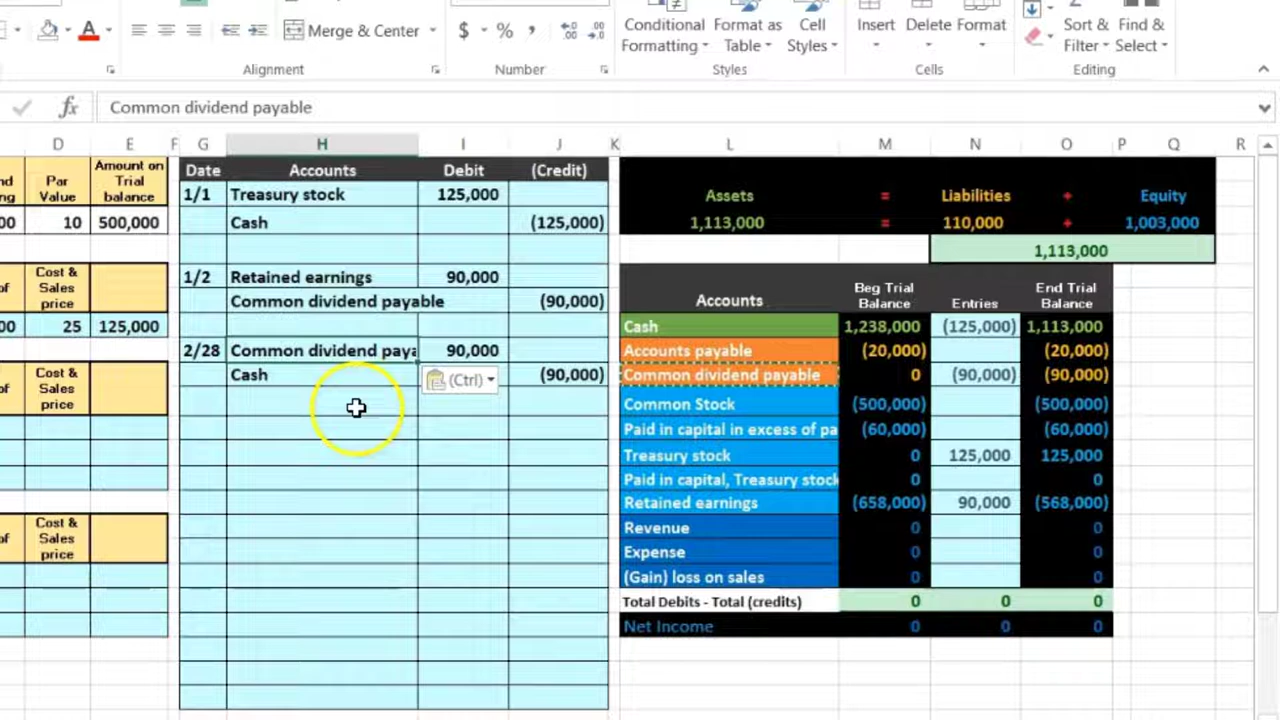 Merge & Center
$ % ,
Conditional Formatting
Format as Table
Cell Styles
Insert
Delete
Format
Sort & Filter
Find & Select
Alignment
Number
Styles
Cells
Editing
fx Common dividend payable
D E F G H I J K L M N O P Q R
Par Value
Amount on Trial balance
10 500,000
Cost & Sales price
25 125,000
Cost & Sales price
Cost & Sales price
Date Accounts Debit (Credit)
1/1 Treasury stock 125,000
Cash (125,000)
1/2 Retained earnings 90,000
Common dividend payable (90,000)
2/28 Common dividend paya 90,000
Cash (90,000)
(Ctrl)
Assets = Liabilities + Equity
1,113,000 = 110,000 + 1,003,000
1,113,000
Accounts Beg Trial Balance Entries End Trial Balance
Cash 1,238,000 (125,000) 1,113,000
Accounts payable (20,000) (20,000)
Common dividend payable 0 (90,000) (90,000)
Common Stock (500,000) (500,000)
Paid in capital in excess of pa (60,000) (60,000)
Treasury stock 0 125,000 125,000
Paid in capital, Treasury stock 0 0
Retained earnings (658,000) 90,000 (568,000)
Revenue 0 0
Expense 0 0
(Gain) loss on sales 0 0
Total Debits - Total (credits) 0 0 0
Net Income 0 0 0